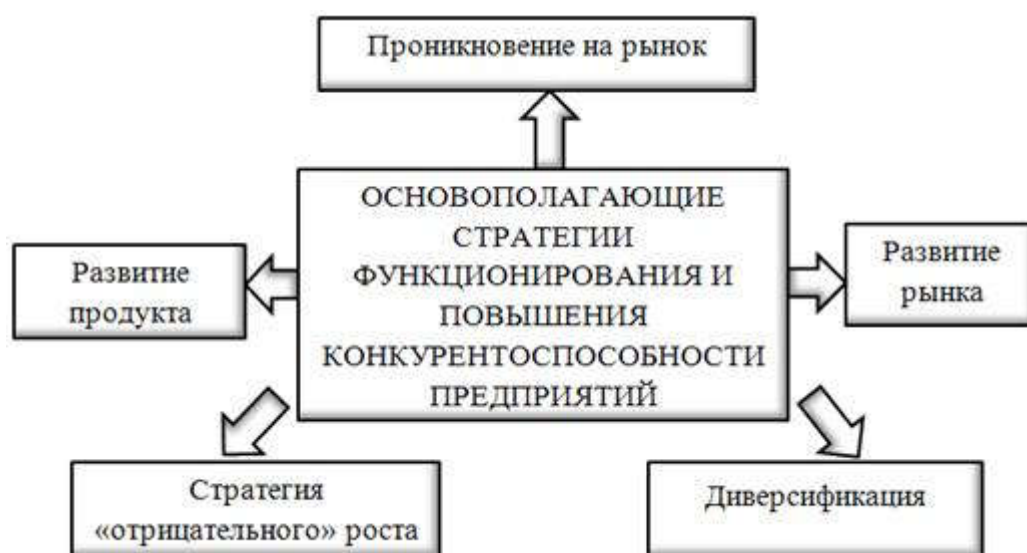 Проникновение на рынок
ОСНОВОПОЛАГАЮЩИЕ
СТРАТЕГИИ
ФУНКЦИОНИРОВАНИЯ И
ПОВЫШЕНИЯ
КОНКУРЕНТОСПОСОБНОСТИ
ПРЕДПРИЯТИЙ
Развитие
продукта
Развитие
рынка
Стратегия
«отрицательного» роста
Диверсификация